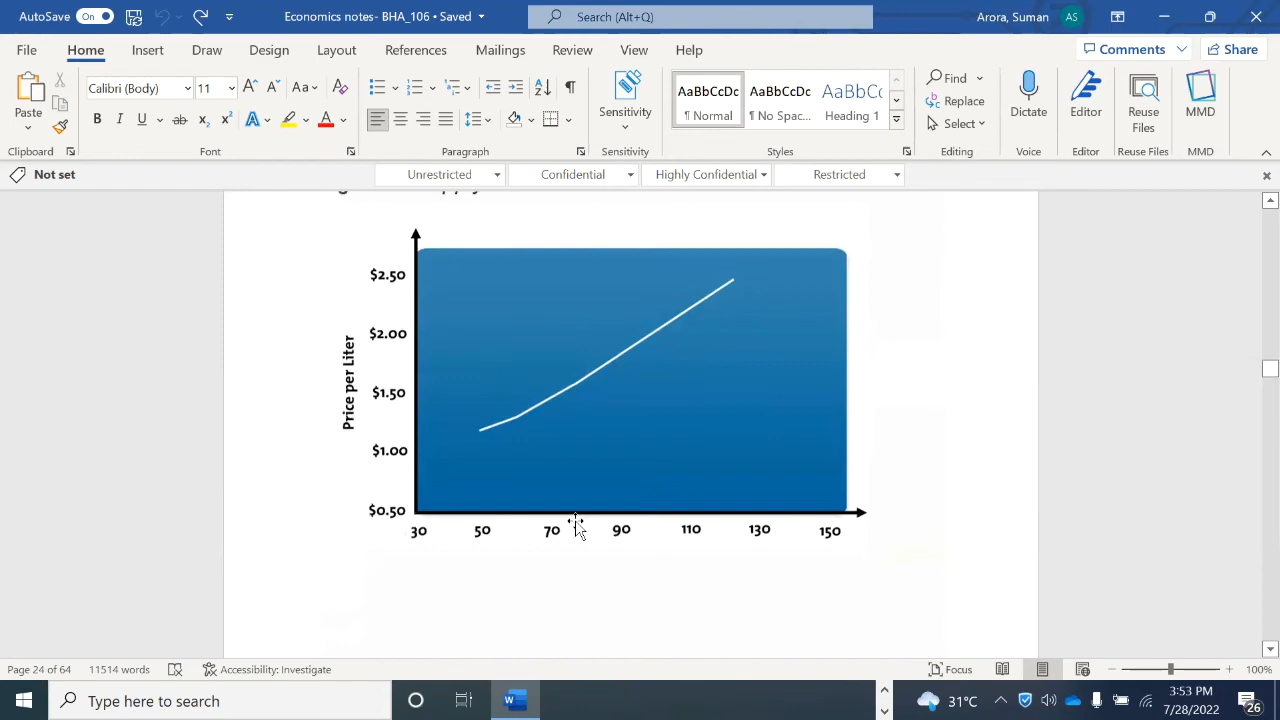 AutoSave On Economics notes- BHA_106 • Saved Search (Alt+Q) Arora, Suman AS
File Home Insert Draw Design Layout References Mailings Review View Help Comments Share
Paste
Calibri (Body) 11
AaBbCcDc AaBbCcDc AaBbCc
¶ Normal ¶ No Spac... Heading 1
Sensitivity
Find
Replace
Select
Dictate
Editor
Reuse Files
MMD
Clipboard Font Paragraph Sensitivity Styles Editing Voice Editor Reuse Files MMD
Not set Unrestricted Confidential Highly Confidential Restricted
$2.50
$2.00
$1.50
$1.00
$0.50
Price per Liter
30 50 70 90 110 130 150
Page 24 of 64 11514 words Accessibility: Investigate Focus 100%
Type here to search 31°C 3:53 PM
7/28/2022 26